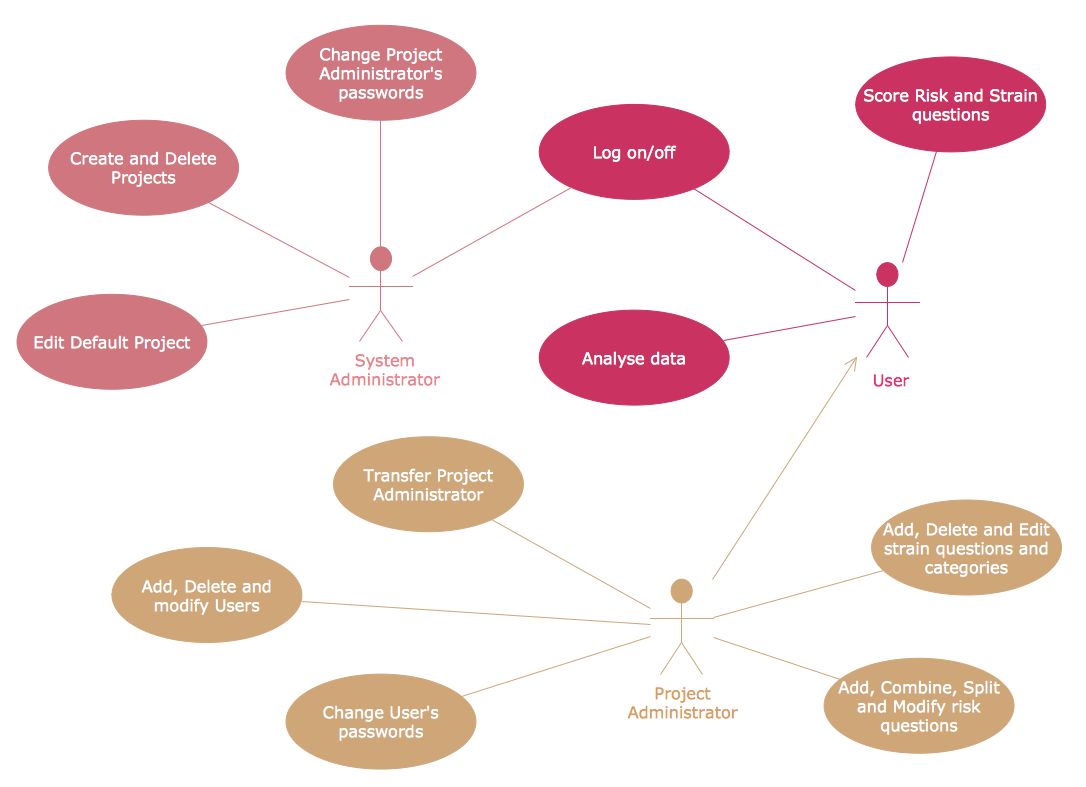 Change Project
Administrator's
passwords
Score Risk and Strain
questions
Create and Delete
Projects
Log on/off
Edit Default Project
System
Administrator
Analyse data
User
Transfer Project
Administrator
Add, Delete and Edit
strain questions and
categories
Add, Delete and
modify Users
Project
Administrator
Add, Combine, Split
and Modify risk
questions
Change User's
passwords